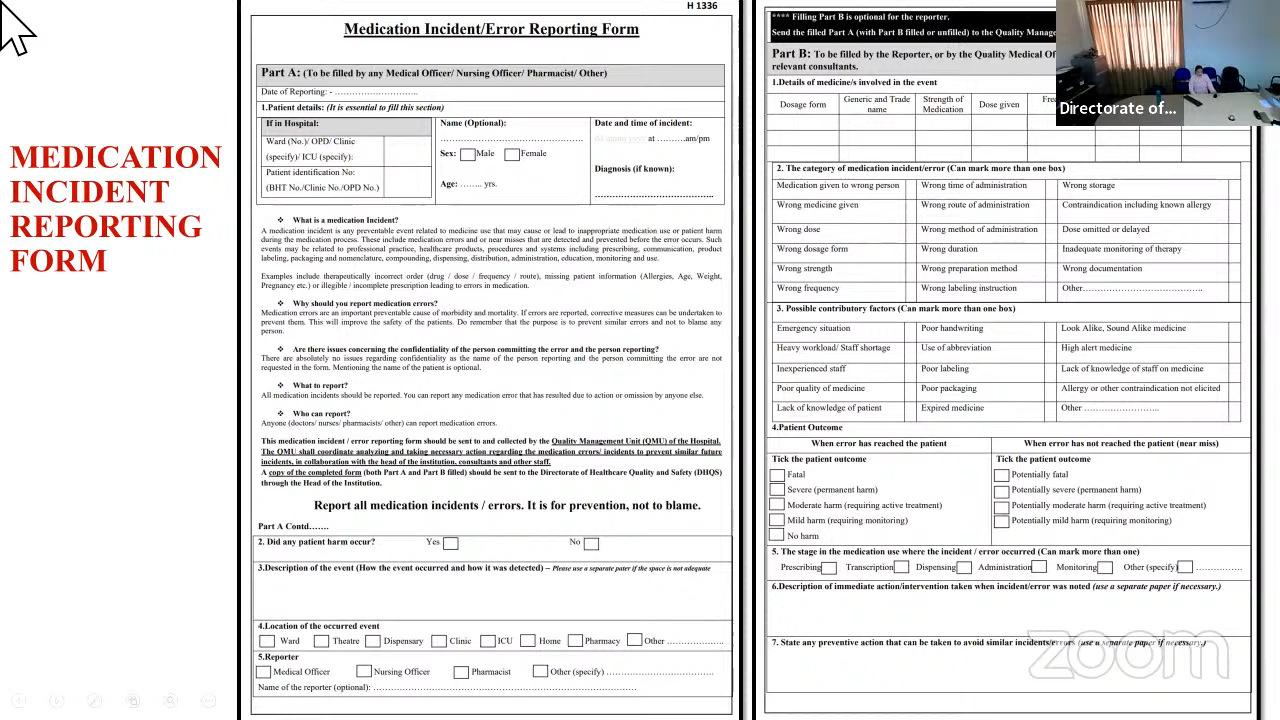 MEDICATION
INCIDENT
REPORTING
FORM
H 1336
Medication Incident/Error Reporting Form
Part A: (To be filled by any Medical Officer/ Nursing Officer/ Pharmacist/ Other)
Date of Reporting: - …………………..
1.Patient details: (It is essential to fill this section)
If in Hospital:
Ward (No.)/ OPD/ Clinic
(specify)/ ICU (specify):
Patient identification No:
(BHT No./Clinic No./OPD No.)
Name (Optional):
…………………………………….
Sex: Male Female
Age: …….. yrs.
Date and time of incident:
at ………am/pm
Diagnosis (if known):
…………………………………..
❖ What is a medication Incident?
A medication incident is any preventable event related to medicine use that may cause or lead to inappropriate medication use or patient harm
during the medication process. These include medication errors and or near misses that are detected and prevented before the error occurs. Such
events may be related to professional practice, healthcare products, procedures and systems including prescribing, communication, product
labeling, packaging and nomenclature, compounding, dispensing, distribution, administration, education, monitoring and use.
Examples include therapeutically incorrect order (drug / dose / frequency / route), missing patient information (Allergies, Age, Weight,
Pregnancy etc.) or illegible / incomplete prescription leading to errors in medication.
❖ Why should you report medication errors?
Medication errors are an important preventable cause of morbidity and mortality. If errors are reported, corrective measures can be undertaken to
prevent them. This will improve the safety of the patients. Do remember that the purpose is to prevent similar errors and not to blame any
person.
❖ Are there issues concerning the confidentiality of the person committing the error and the person reporting?
There are absolutely no issues regarding confidentiality as the name of the person reporting and the person committing the error are not
requested in the form. Mentioning the name of the patient is optional.
❖ What to report?
All medication incidents should be reported. You can report any medication error that has resulted due to action or omission by anyone else.
❖ Who can report?
Anyone (doctors/ nurses/ pharmacists/ other) can report medication errors.
This medication incident / error reporting form should be sent to and collected by the Quality Management Unit (QMU) of the Hospital.
The QMU shall coordinate analyzing and taking necessary action regarding the medication errors/ incidents to prevent similar future
incidents, in collaboration with the head of the institution, consultants and other staff.
A copy of the completed form (both Part A and Part B filled) should be sent to the Directorate of Healthcare Quality and Safety (DHQS)
through the Head of the Institution.
Report all medication incidents / errors. It is for prevention, not to blame.
Part A Contd…….
2. Did any patient harm occur? Yes No
3.Description of the event (How the event occurred and how it was detected) – Please use a separate pater if the space is not adequate
4.Location of the occurred event
Ward Theatre Dispensary Clinic ICU Home Pharmacy Other ………………….
5.Reporter
Medical Officer Nursing Officer Pharmacist Other (specify) ……………………………..
Name of the reporter (optional): ……………………………………………………………………
**** Filling Part B is optional for the reporter.
Send the filled Part A (with Part B filled or unfilled) to the Quality
Part B: To be filled by the Reporter, or by the Quality Medical
relevant consultants.
1.Details of medicine/s involved in the event
Dosage form
Generic and Trade
name
Strength of
Medication
Dose given
2. The category of medication incident/error (Can mark more than one box)
Medication given to wrong person Wrong time of administration Wrong storage
Wrong medicine given Wrong route of administration Contraindication including known allergy
Wrong dose Wrong method of administration Dose omitted or delayed
Wrong dosage form Wrong duration Inadequate monitoring of therapy
Wrong strength Wrong preparation method Wrong documentation
Wrong frequency Wrong labeling instruction Other…………………………………..
3. Possible contributory factors (Can mark more than one box)
Emergency situation Poor handwriting Look Alike, Sound Alike medicine
Heavy workload/ Staff shortage Use of abbreviation High alert medicine
Inexperienced staff Poor labeling Lack of knowledge of staff on medicine
Poor quality of medicine Poor packaging Allergy or other contraindication not elicited
Lack of knowledge of patient Expired medicine Other ……………………..
4.Patient Outcome
When error has reached the patient When error has not reached the patient (near miss)
Tick the patient outcome Tick the patient outcome
Fatal Potentially fatal
Severe (permanent harm) Potentially severe (permanent harm)
Moderate harm (requiring active treatment) Potentially moderate harm (requiring active treatment)
Mild harm (requiring monitoring) Potentially mild harm (requiring monitoring)
No harm
5. The stage in the medication use where the incident / error occurred (Can mark more than one)
Prescribing Transcription Dispensing Administration Monitoring Other (specify) ……………
6.Description of immediate action/intervention taken when incident/error was noted (use a separate paper if necessary.)
7. State any preventive action that can be taken to avoid similar incidents/errors (use a separate paper if necessary.)
Directorate of...
zoom